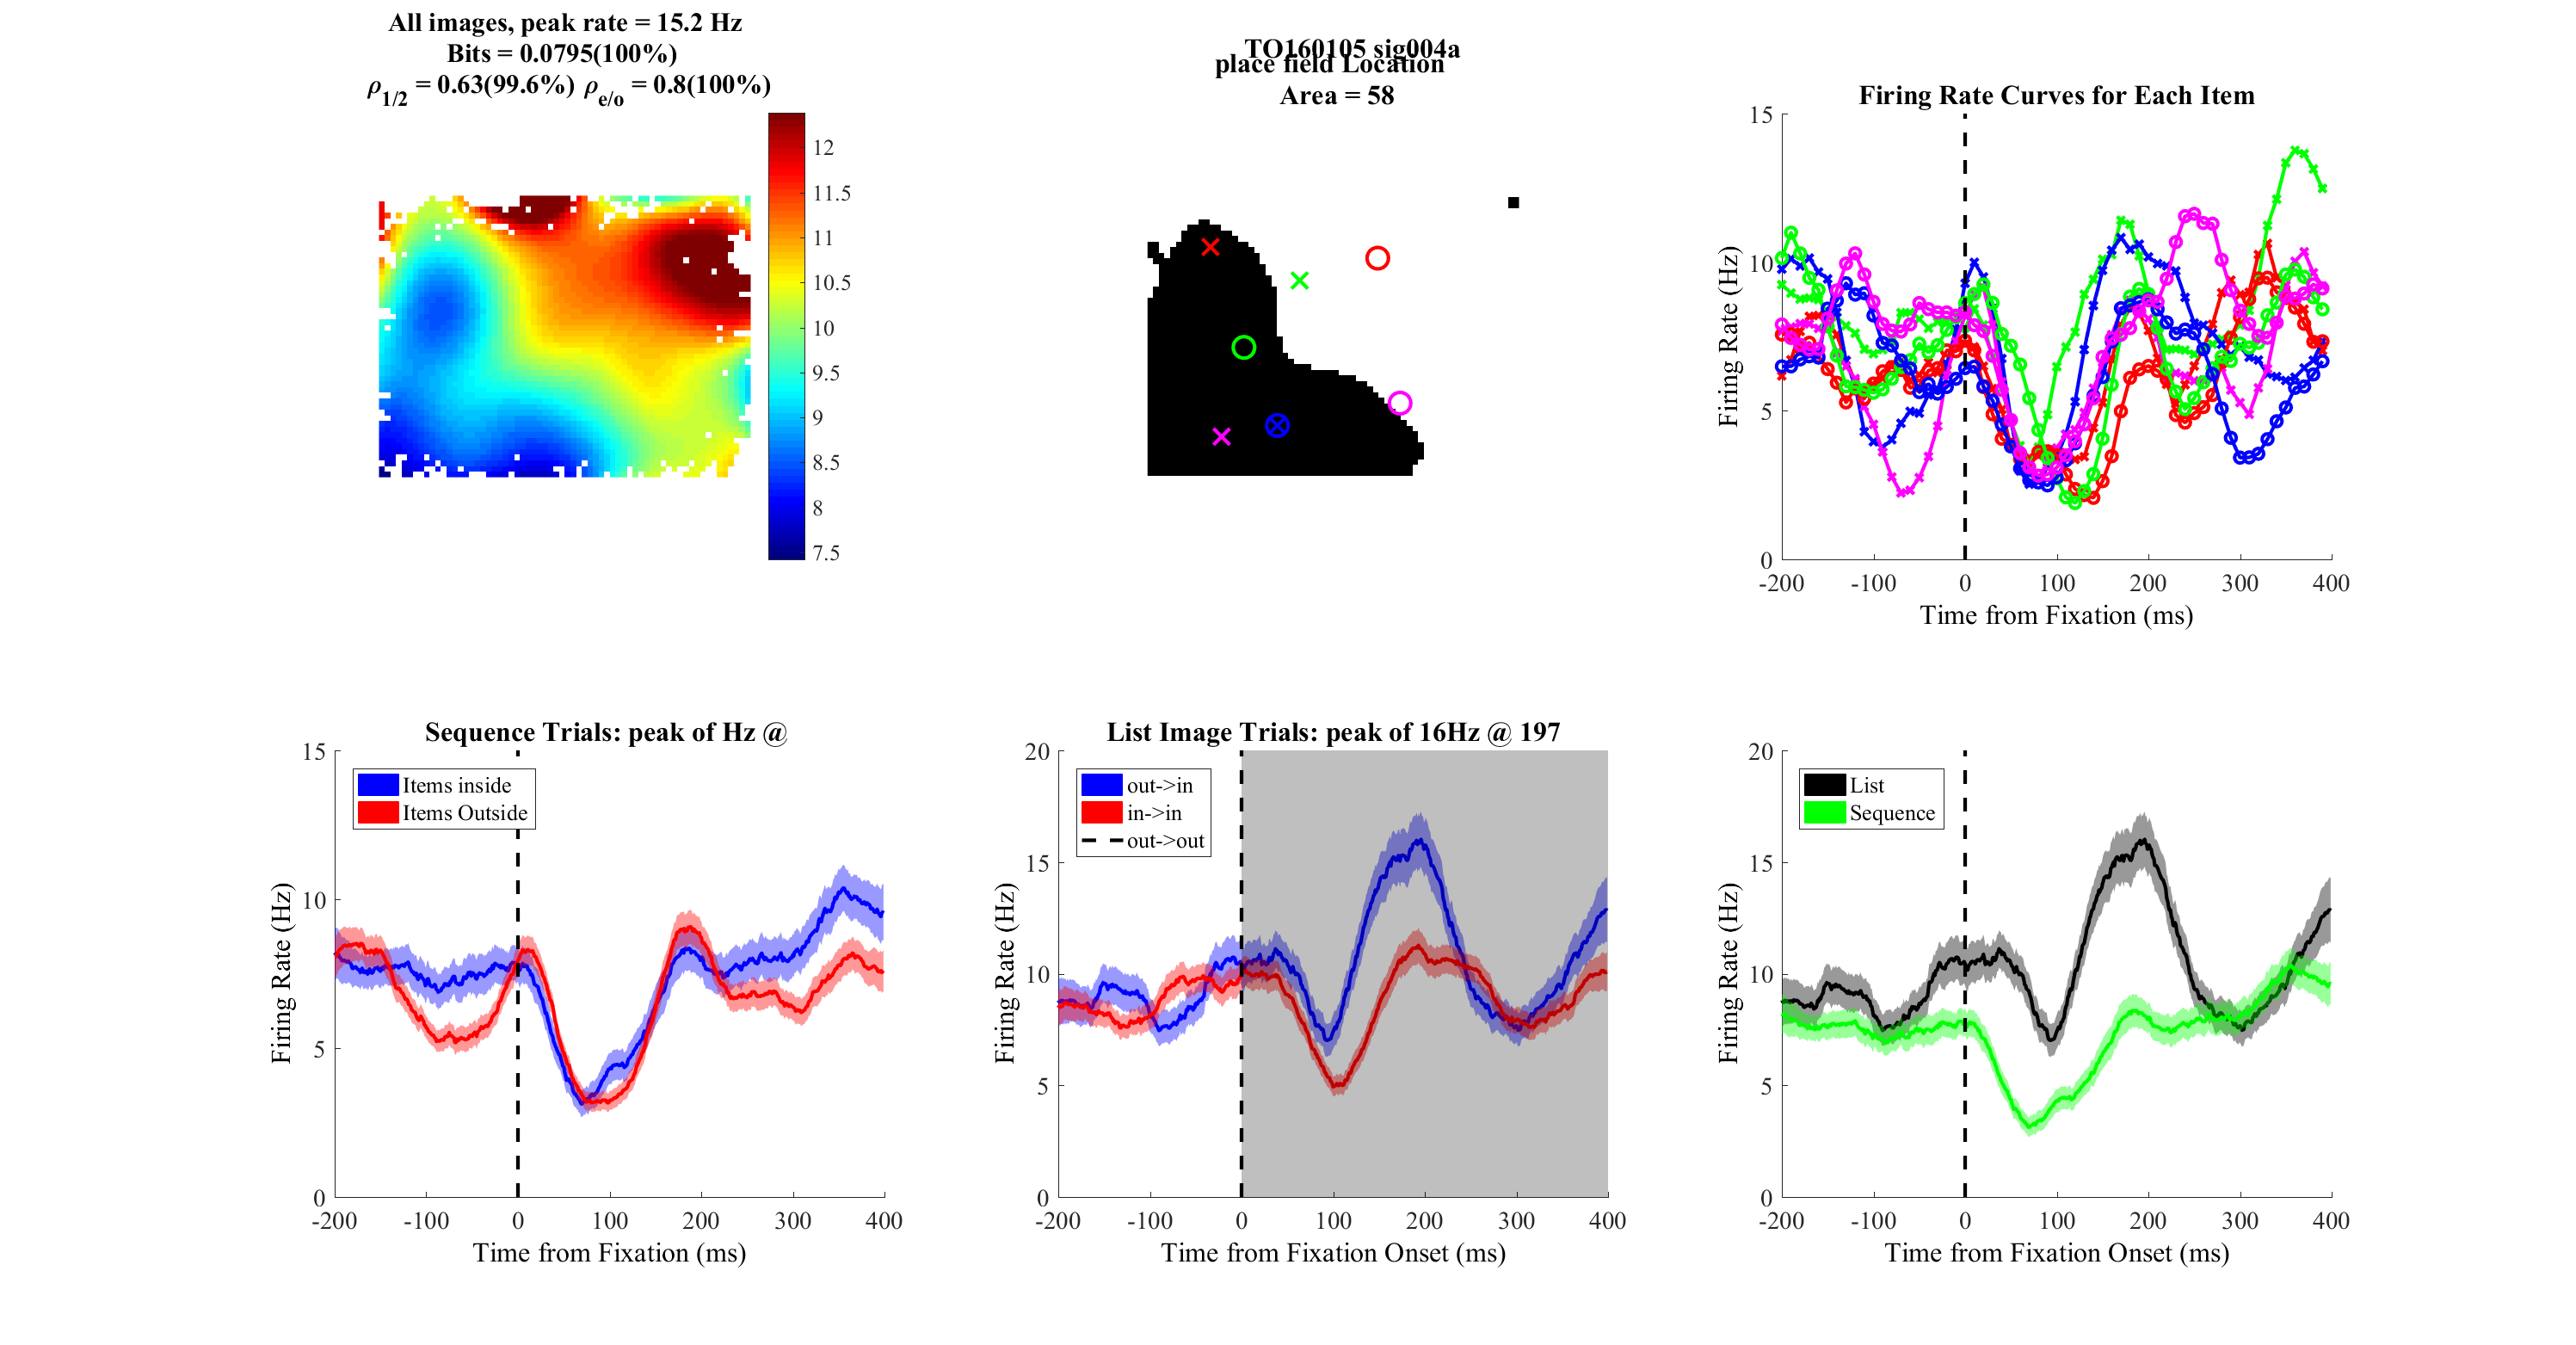 All images, peak rate = 15.2 Hz
Bits = 0.0795(100%)
ρ1/2 = 0.63(99.6%) ρe/o = 0.8(100%)
12
11.5
11
10.5
10
9.5
9
8.5
8
7.5
TO160105 sig004a
place field Location
Area = 58
Firing Rate Curves for Each Item
15
10
5
0
Firing Rate (Hz)
-200 -100 0 100 200 300 400
Time from Fixation (ms)
Sequence Trials: peak of Hz @
Items inside
Items Outside
15
10
5
0
Firing Rate (Hz)
-200 -100 0 100 200 300 400
Time from Fixation (ms)
List Image Trials: peak of 16Hz @ 197
out->in
in->in
out->out
20
15
10
5
0
Firing Rate (Hz)
-200 -100 0 100 200 300 400
Time from Fixation Onset (ms)
List
Sequence
20
15
10
5
0
Firing Rate (Hz)
-200 -100 0 100 200 300 400
Time from Fixation Onset (ms)